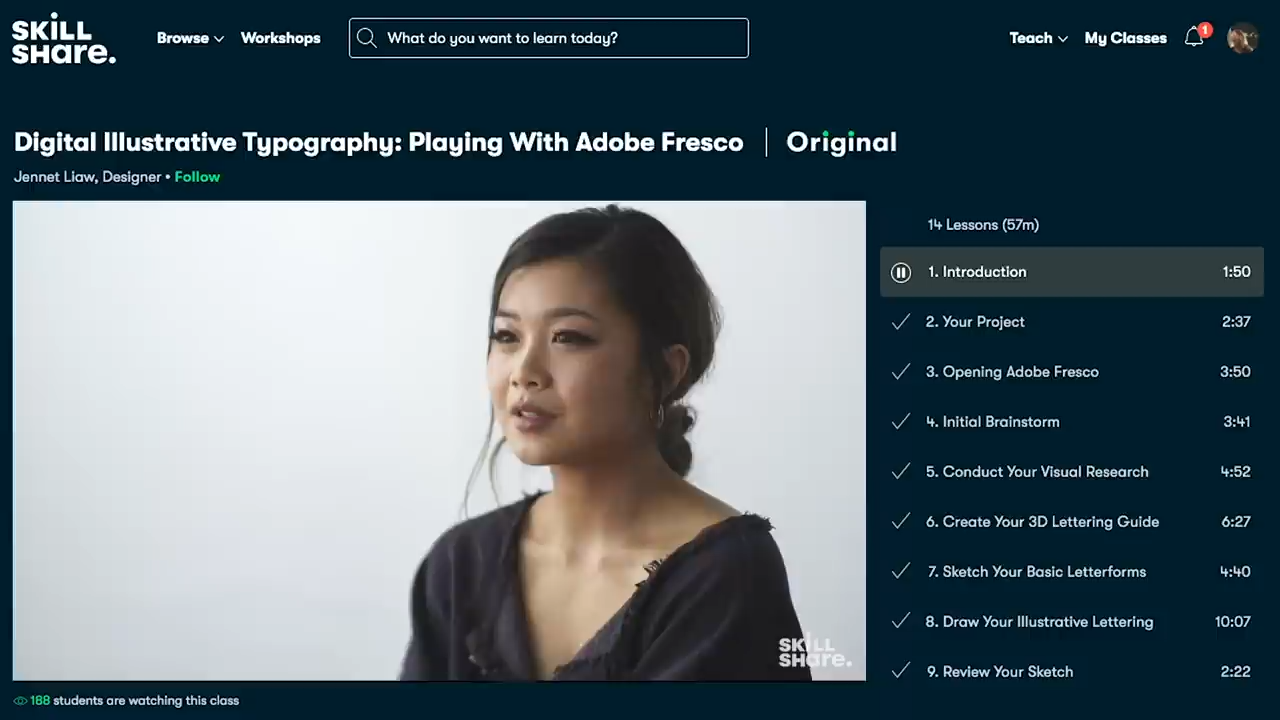 SKILL SHARE.
Browse
Workshops
What do you want to learn today?
Teach
My Classes
1
Digital Illustrative Typography: Playing With Adobe Fresco | Original
Jennet Liaw, Designer • Follow
14 Lessons (57m)
1. Introduction 1:50
2. Your Project 2:37
3. Opening Adobe Fresco 3:50
4. Initial Brainstorm 3:41
5. Conduct Your Visual Research 4:52
6. Create Your 3D Lettering Guide 6:27
7. Sketch Your Basic Letterforms 4:40
8. Draw Your Illustrative Lettering 10:07
9. Review Your Sketch 2:22
SKILL SHARE.
188 students are watching this class